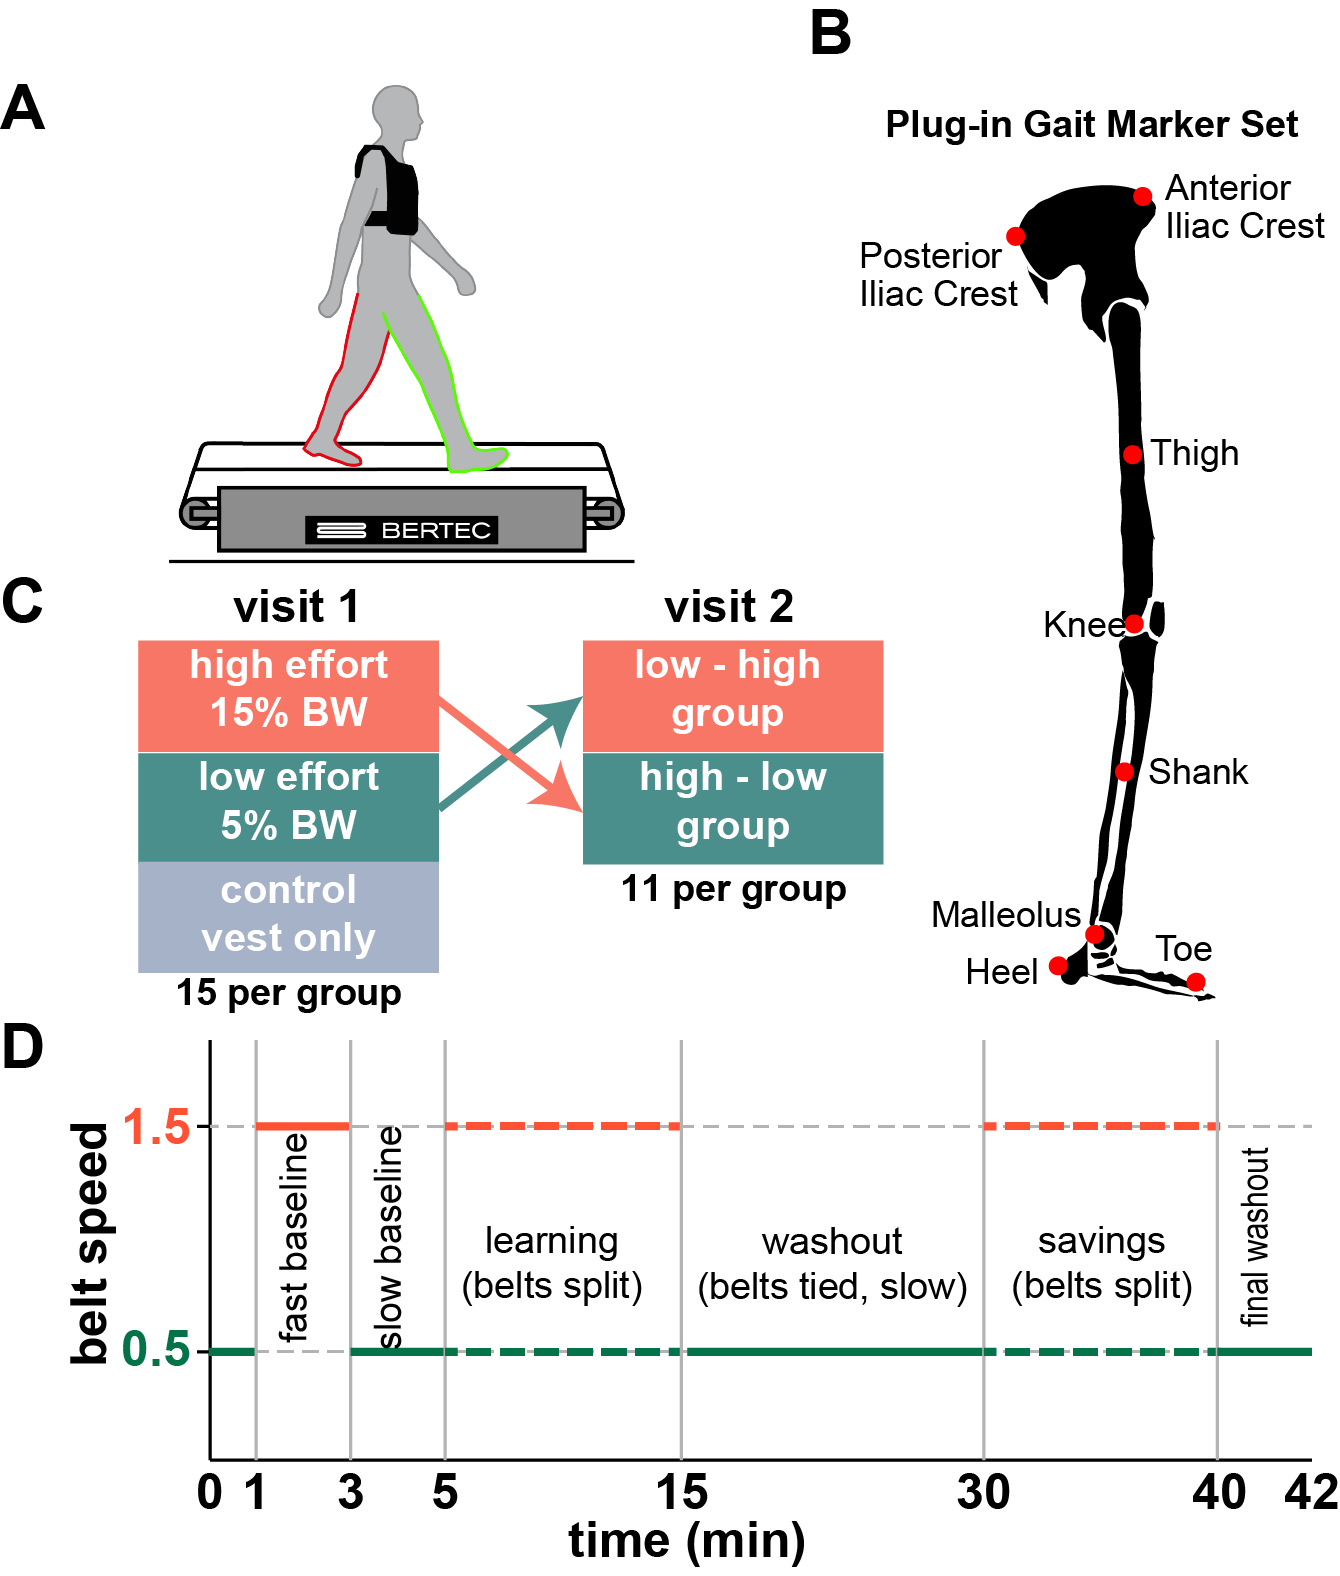 A
BERTEC
B
Plug-in Gait Marker Set
Anterior
Iliac Crest
Posterior
Iliac Crest
Thigh
Knee
Shank
Malleolus
Heel
Toe
C
visit 1
visit 2
high effort
15% BW
low effort
5% BW
control
vest only
15 per group
low - high
group
high - low
group
11 per group
D
belt speed
1.5
0.5
fast baseline
slow baseline
learning
(belts split)
washout
(belts tied, slow)
savings
(belts split)
final washout
0 1 3 5 15 30 40 42
time (min)